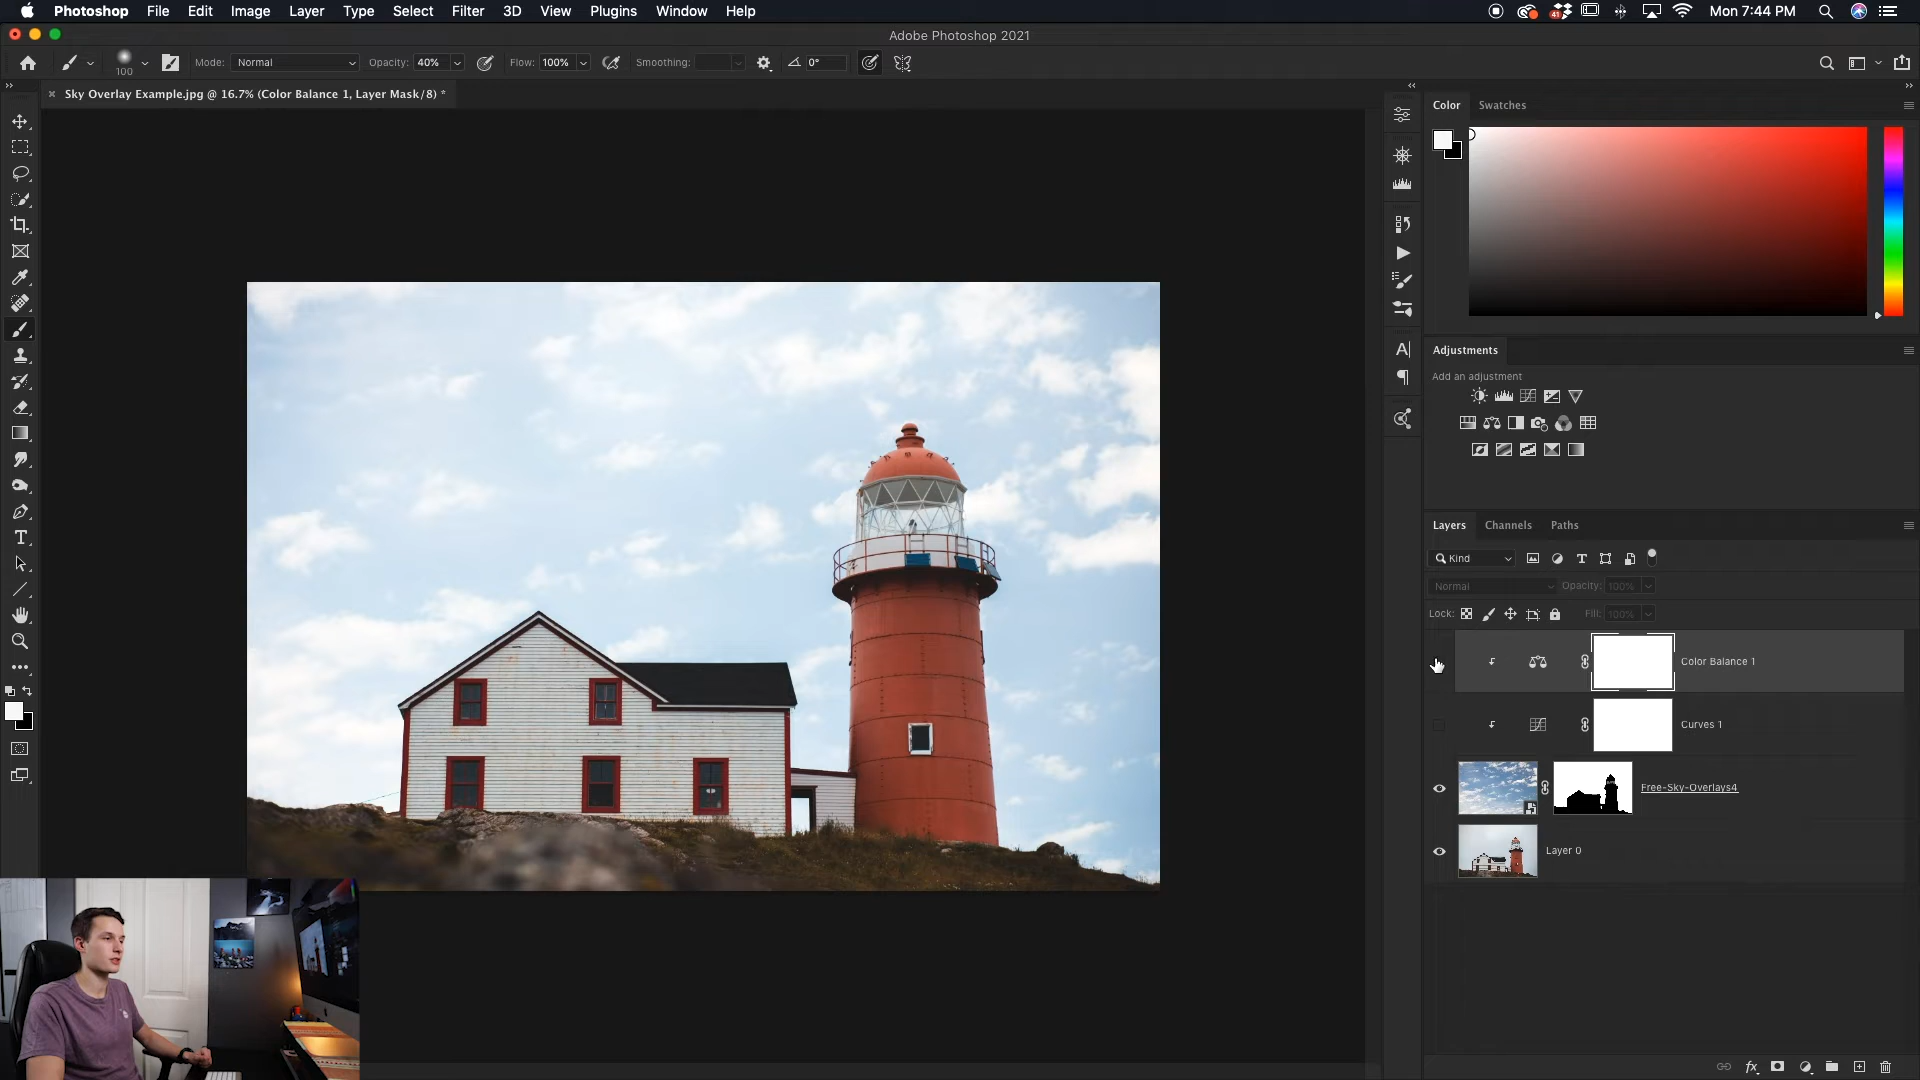 Photoshop File Edit Image Layer Type Select Filter 3D View Plugins Window Help
41
Mon 7:44 PM
Adobe Photoshop 2021
100
Mode: Normal
Opacity: 40%
Flow: 100%
Smoothing:
0°
Sky Overlay Example.jpg @ 16.7% (Color Balance 1, Layer Mask/8) *
Color Swatches
Adjustments
Add an adjustment
Layers Channels Paths
Kind
Normal
Opacity: 100%
Lock:
Fill: 100%
Color Balance 1
Curves 1
Free-Sky-Overlays4
Layer 0